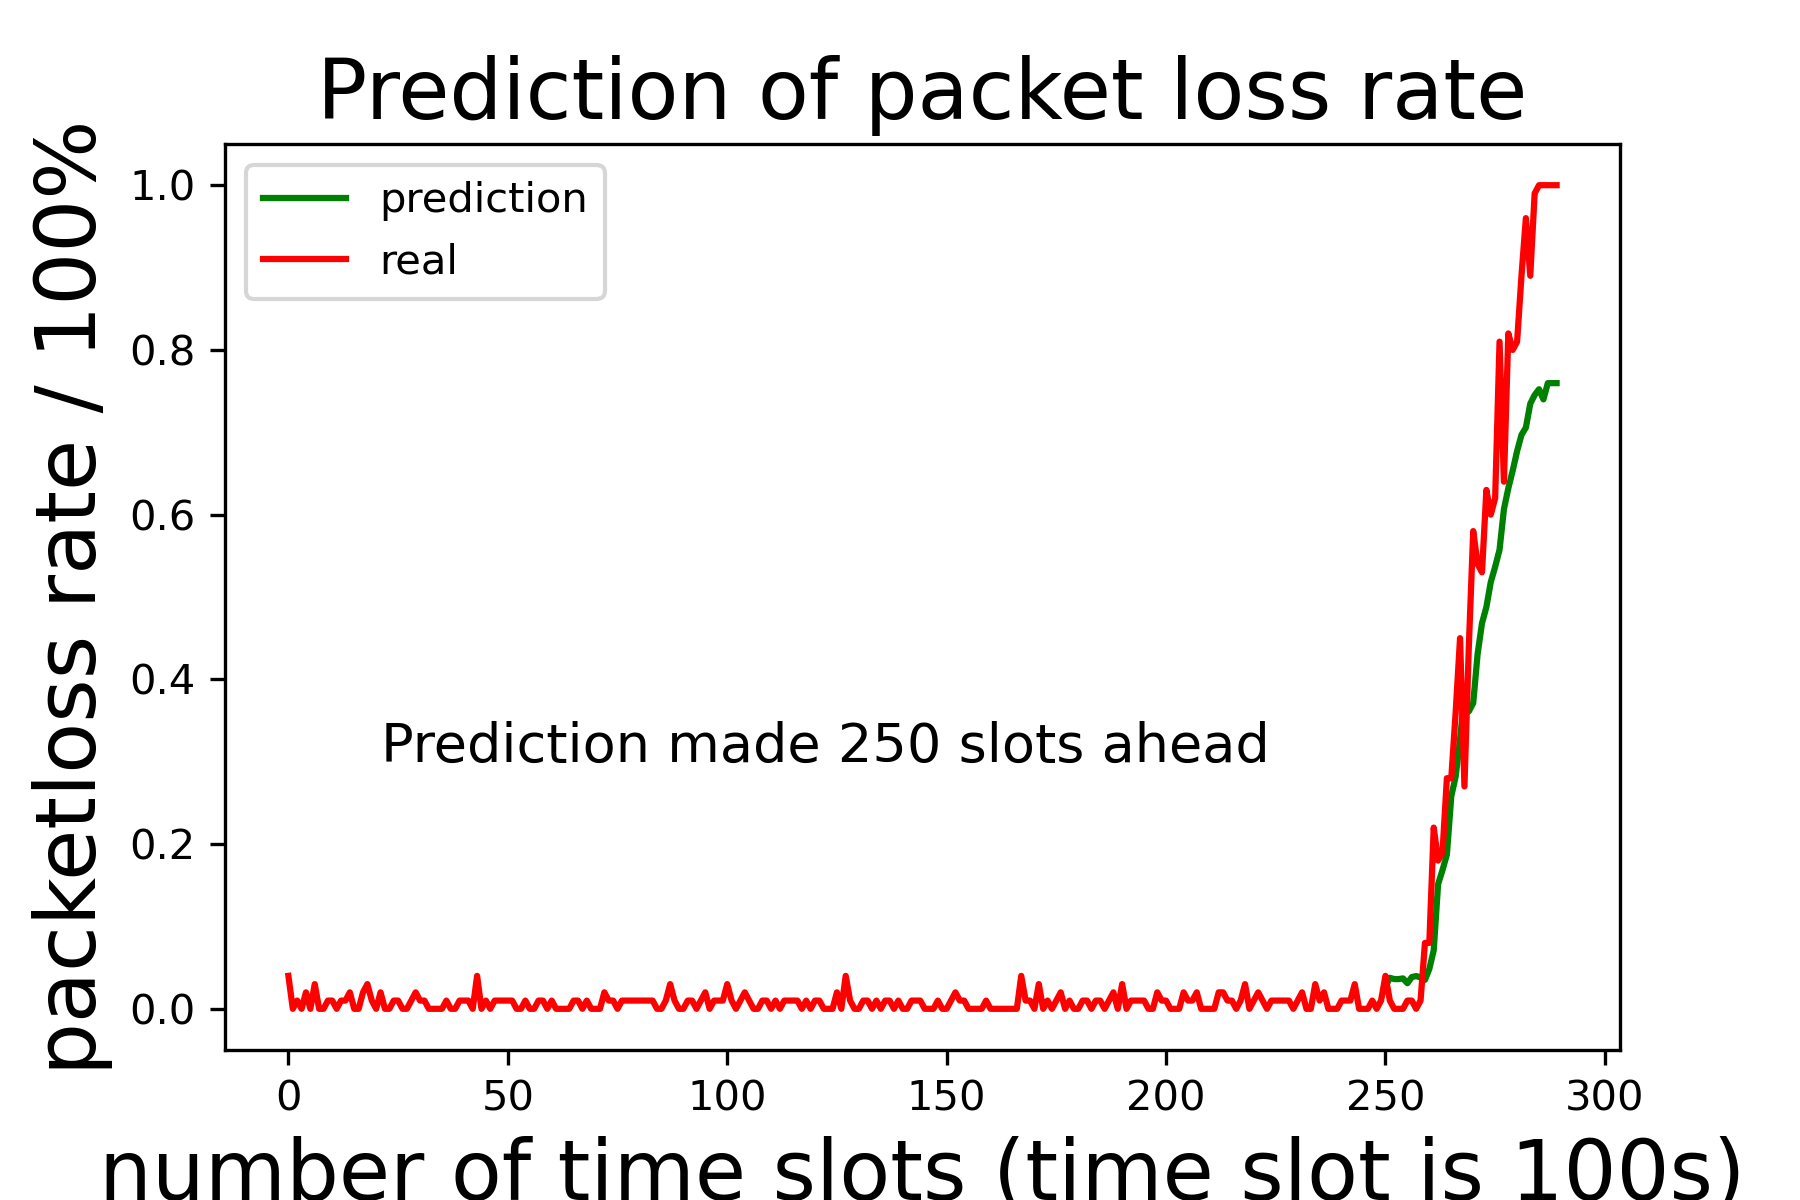 Prediction of packet loss rate
packetloss rate / 100%
1.0
0.8
0.6
0.4
0.2
0.0
prediction
real
Prediction made 250 slots ahead
0 50 100 150 200 250 300
number of time slots (time slot is 100s)